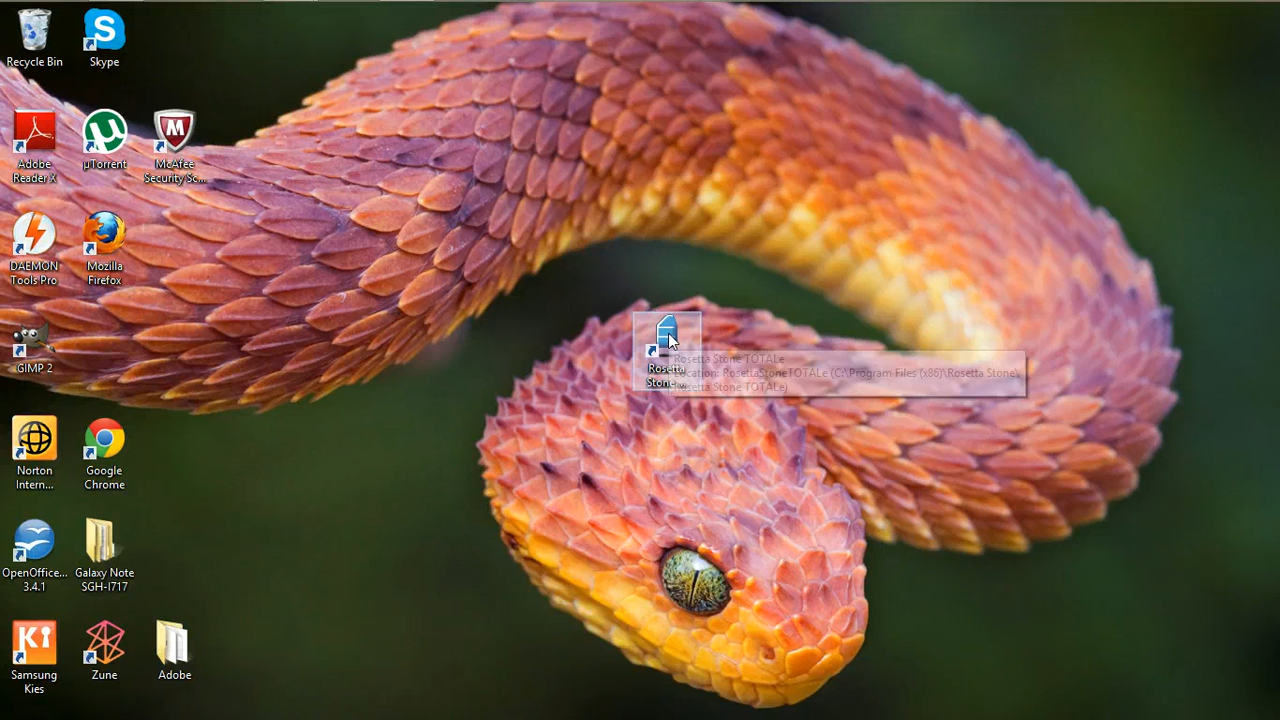 Recycle Bin
Skype
Adobe
Reader X
µTorrent
McAfee
Security Sc...
DAEMON
Tools Pro
Mozilla
Firefox
GIMP 2
Rosetta
Stone...
Rosetta Stone TOTALe
Location: RosettaStoneTOTALe (C:\Program Files (x86)\Rosetta Stone\
Rosetta Stone TOTALe)
Norton
Intern...
Google
Chrome
OpenOffice...
3.4.1
Galaxy Note
SGH-I717
Samsung
Kies
Zune
Adobe